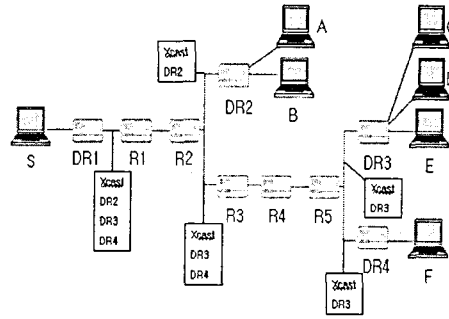 A
Xcast
DR2
DR2
B
S
DR1
R1
R2
DR3
E
Xcast
DR2
DR3
DR4
Xcast
DR3
DR4
R3
R4
R5
Xcast
DR3
DR4
F
Xcast
DR3